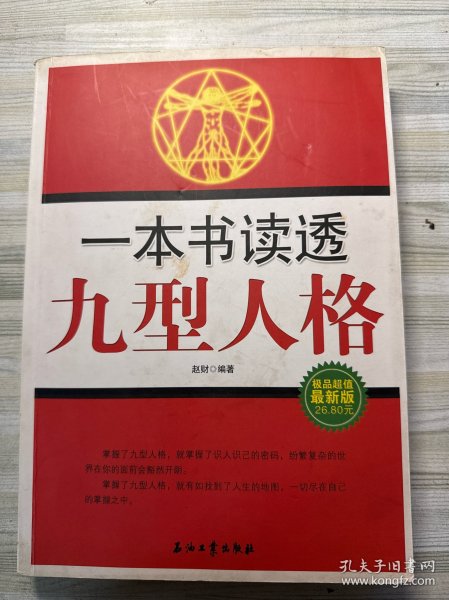 一本书读透
九型人格
赵财◎编著
极品超值
最新版
26.80元
掌握了九型人格，就掌握了识人识己的密码，纷繁复杂的世
界在你的面前会豁然开朗。
掌握了九型人格，就有如找到了人生的地图，一切尽在自己
的掌握之中。
石油工业出版社
孔夫子旧书网
www.kongfz.com